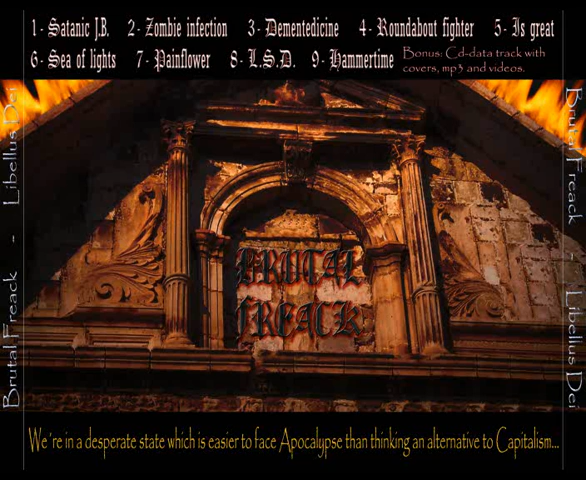 1- Satanic J.B. 2- Zombie infection 3- Dementedicine 4- Roundabout fighter 5- Is great
6- Sea of lights 7- Painflower 8- L.S.D. 9- Hammertime
Bonus: Cd-data track with
covers, mp3 and videos.
Brutal Freack - Libellus Dei
BRUTAL
FREACK
Brutal Freack - Libellus Dei
We´re in a desperate state which is easier to face Apocalypse than thinking an alternative to Capitalism...